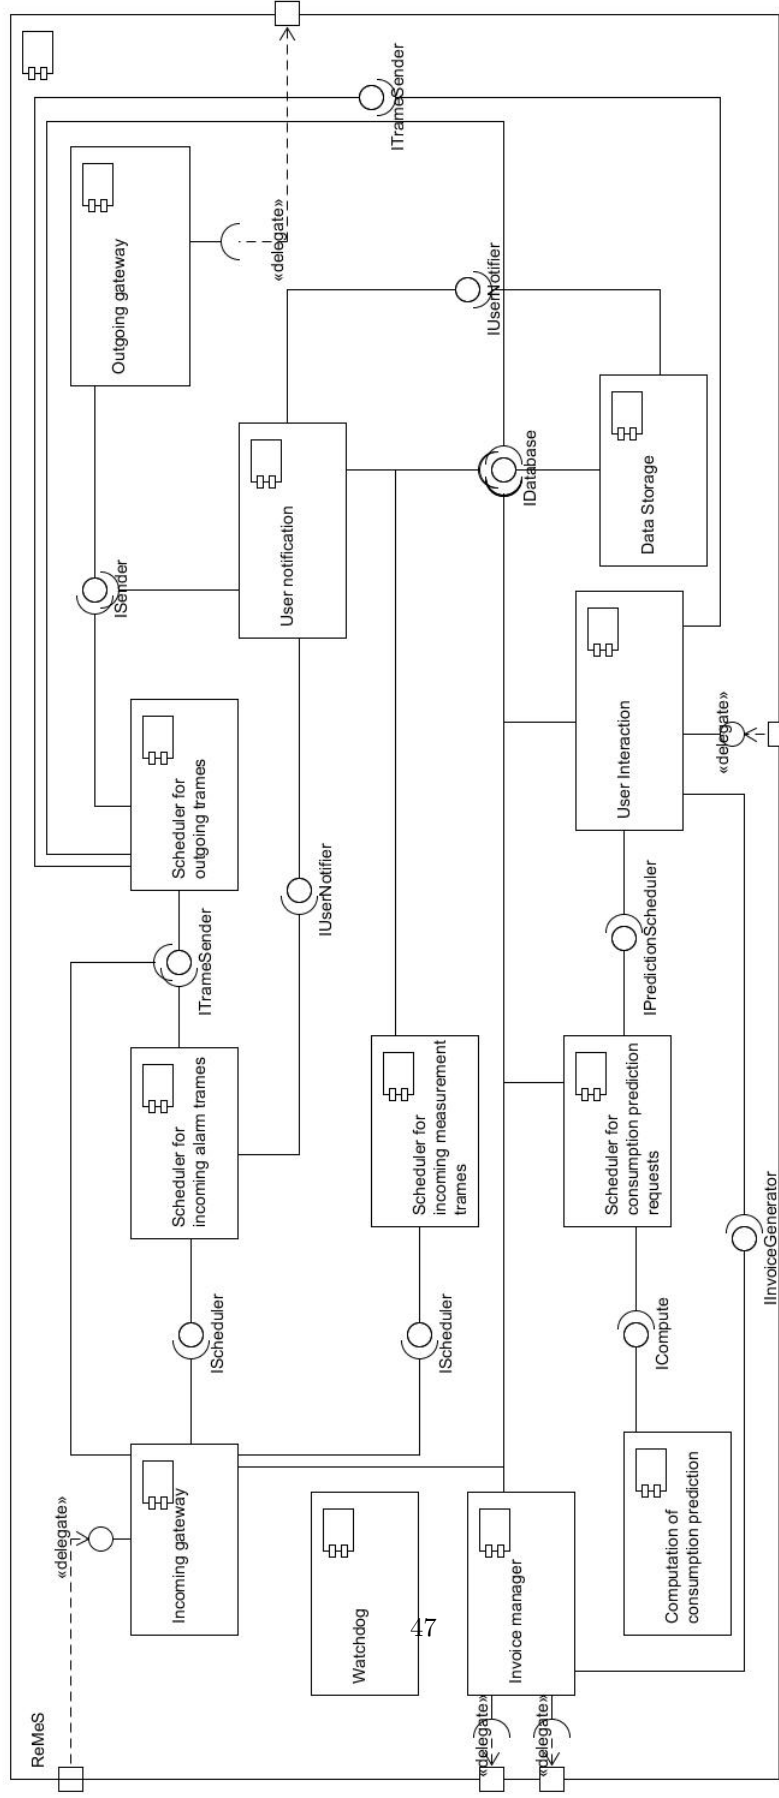 ReMeS
«delegate»
Incoming gateway
Watchdog
Invoice manager
«delegate»
«delegate»
Computation of
consumption prediction
IScheduler
IScheduler
ICompute
IInvoiceGenerator
Scheduler for
incoming alarm trames
Scheduler for
incoming measurement
trames
Scheduler for
consumption prediction
requests
ITrameSender
IUserNotifier
IPredictionScheduler
Scheduler for
outgoing trames
User Interaction
«delegate»
ISender
User notification
IDatabase
Data Storage
Outgoing gateway
«delegate»
IUserNotifier
ITrameSender
47